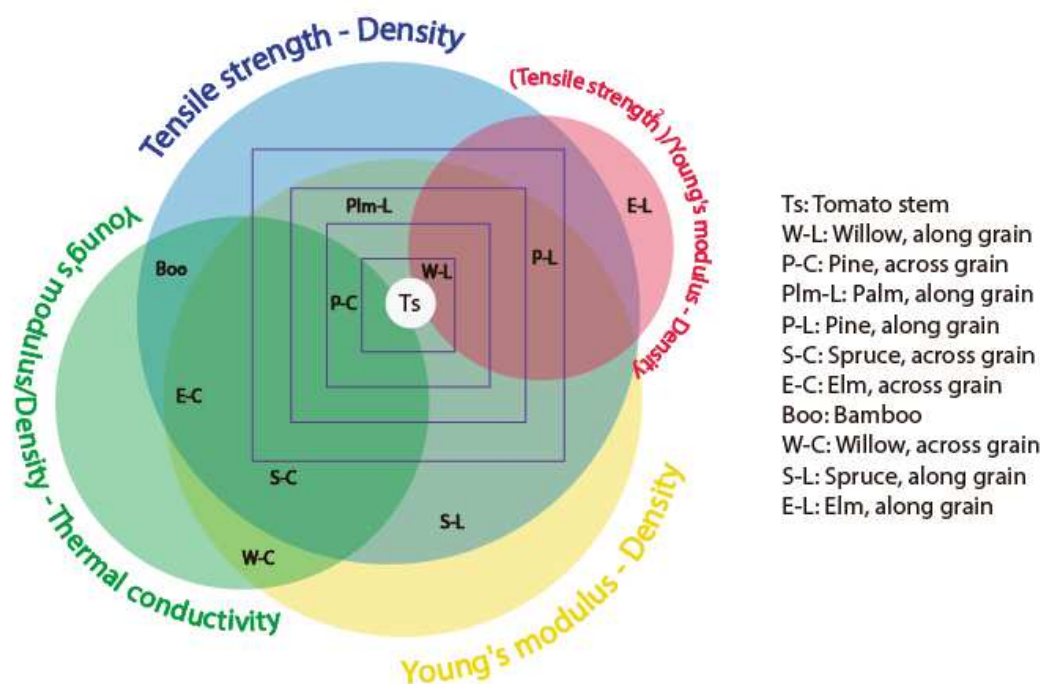 Tensile strength - Density
(Tensile strength²)/Young's modulus - Density
Young's modulus/Density - Thermal conductivity
Young's modulus - Density
Plm-L
E-L
Boo
W-L
P-L
P-C
Ts
E-C
S-C
S-L
W-C
Ts: Tomato stem
W-L: Willow, along grain
P-C: Pine, across grain
Plm-L: Palm, along grain
P-L: Pine, along grain
S-C: Spruce, across grain
E-C: Elm, across grain
Boo: Bamboo
W-C: Willow, across grain
S-L: Spruce, along grain
E-L: Elm, along grain